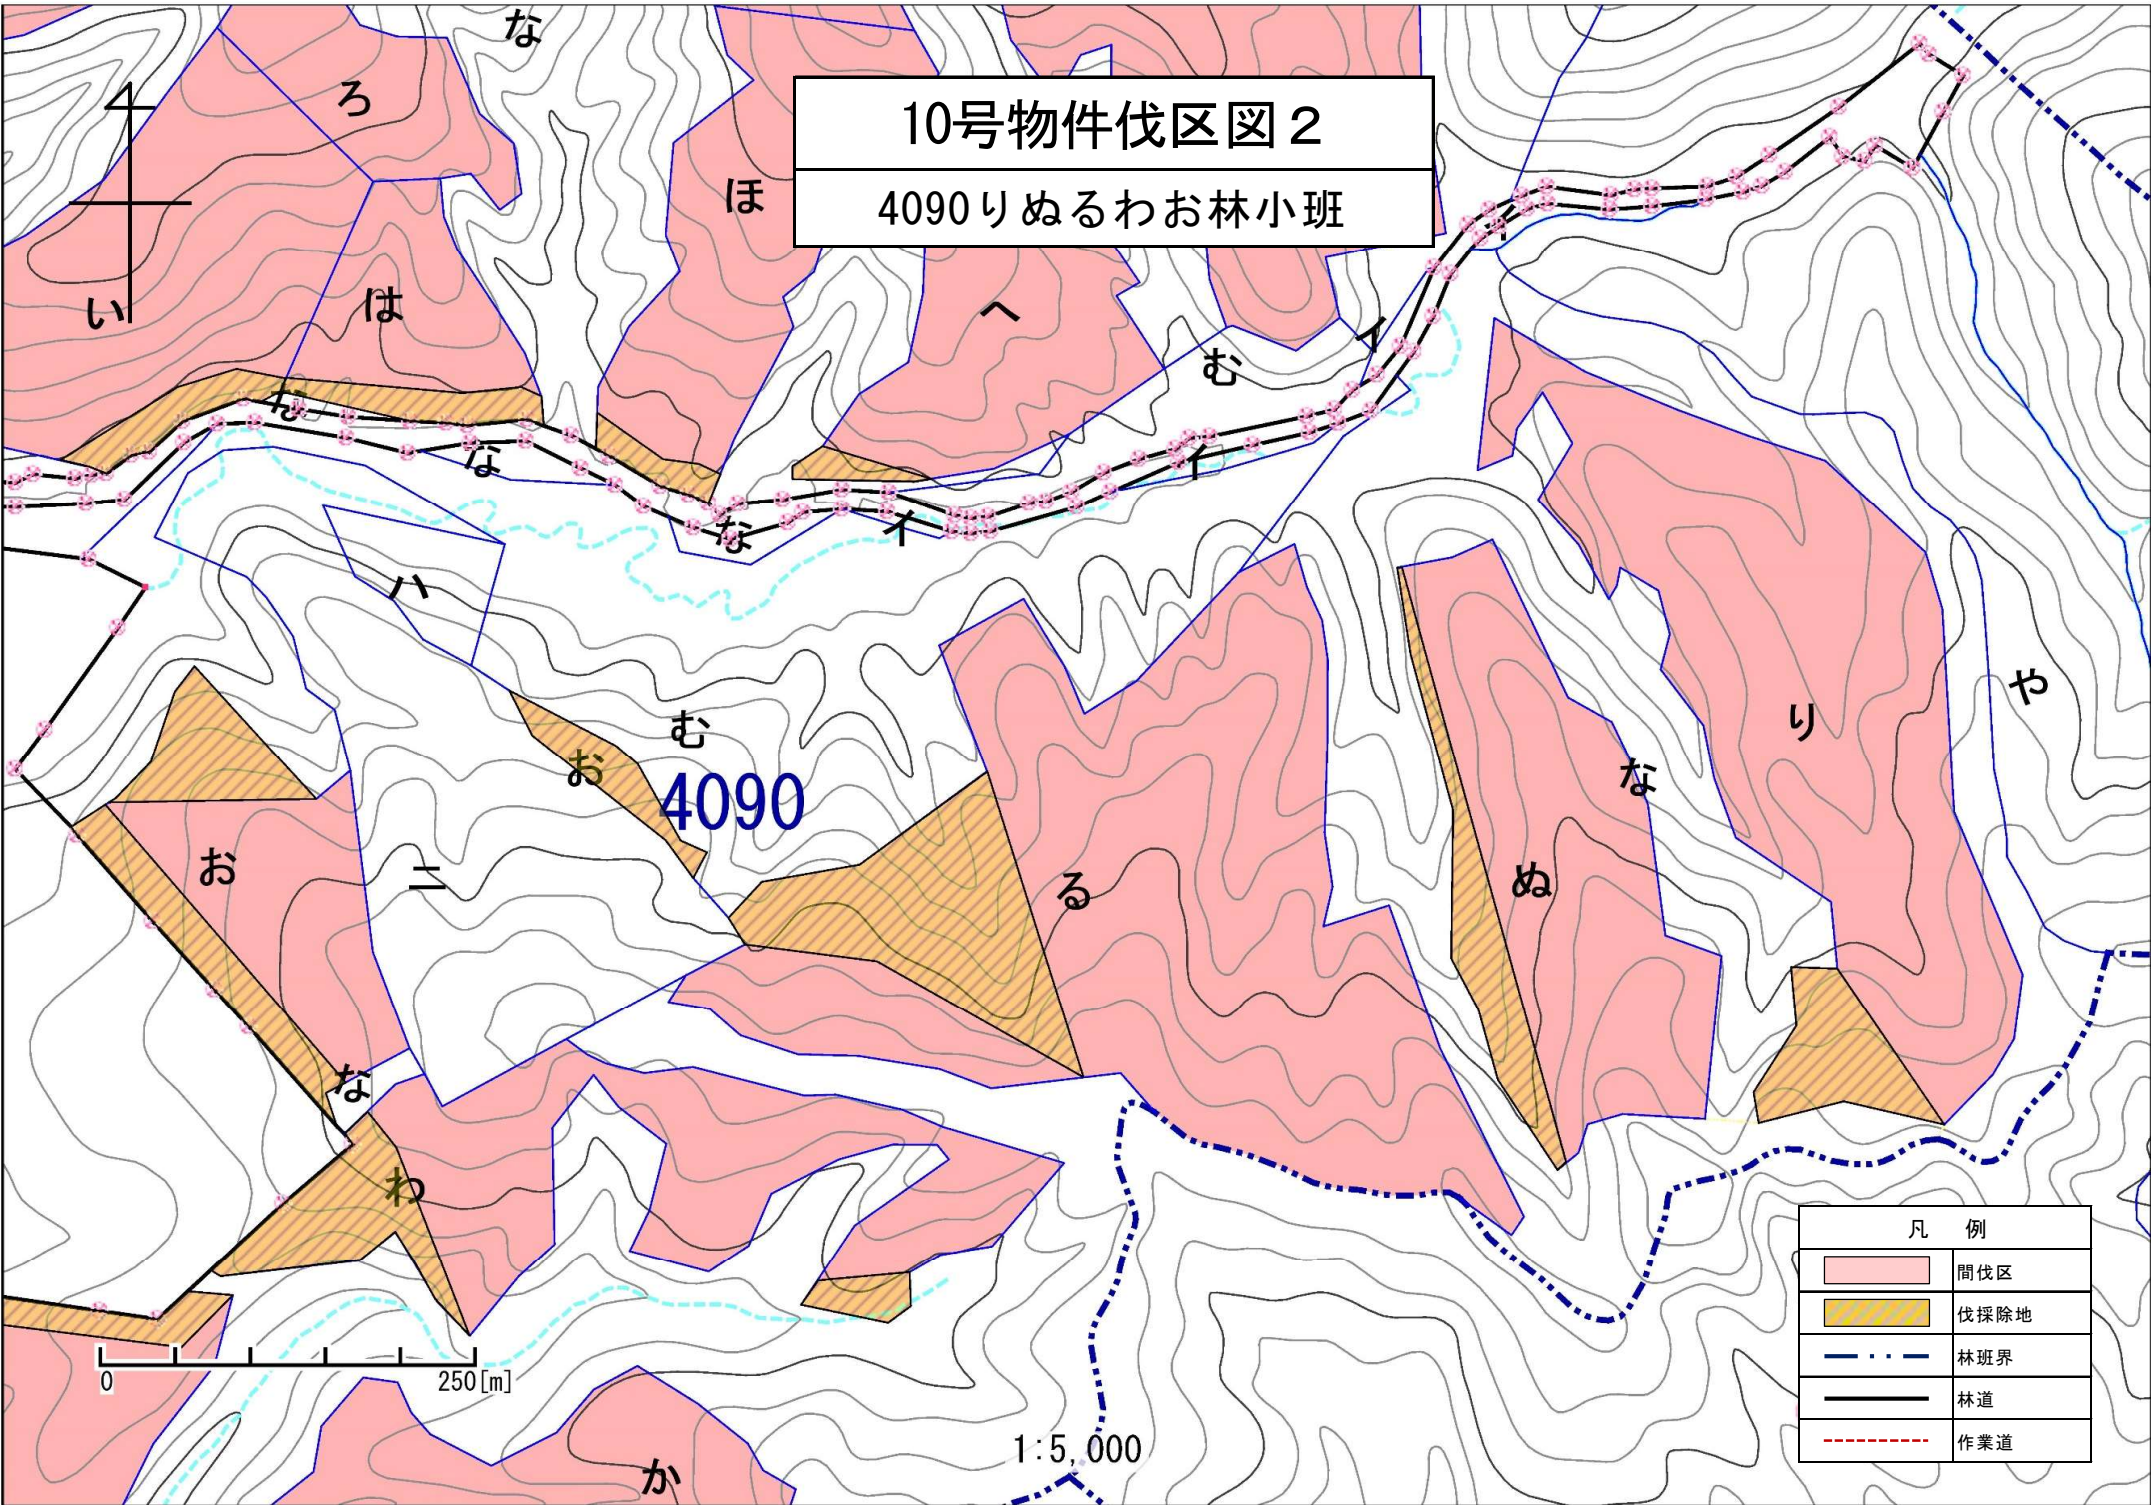 な
ろ
10号物件伐区図２
4090りぬるわお林小班
ほ
い
は
へ
イ
む
イ
な
な
イ
な
イ
ハ
む
お
4090
や
り
な
お
ニ
る
ぬ
な
わ
か
0
250[m]
1:5,000
凡 例
間伐区
伐採除地
林班界
林道
作業道